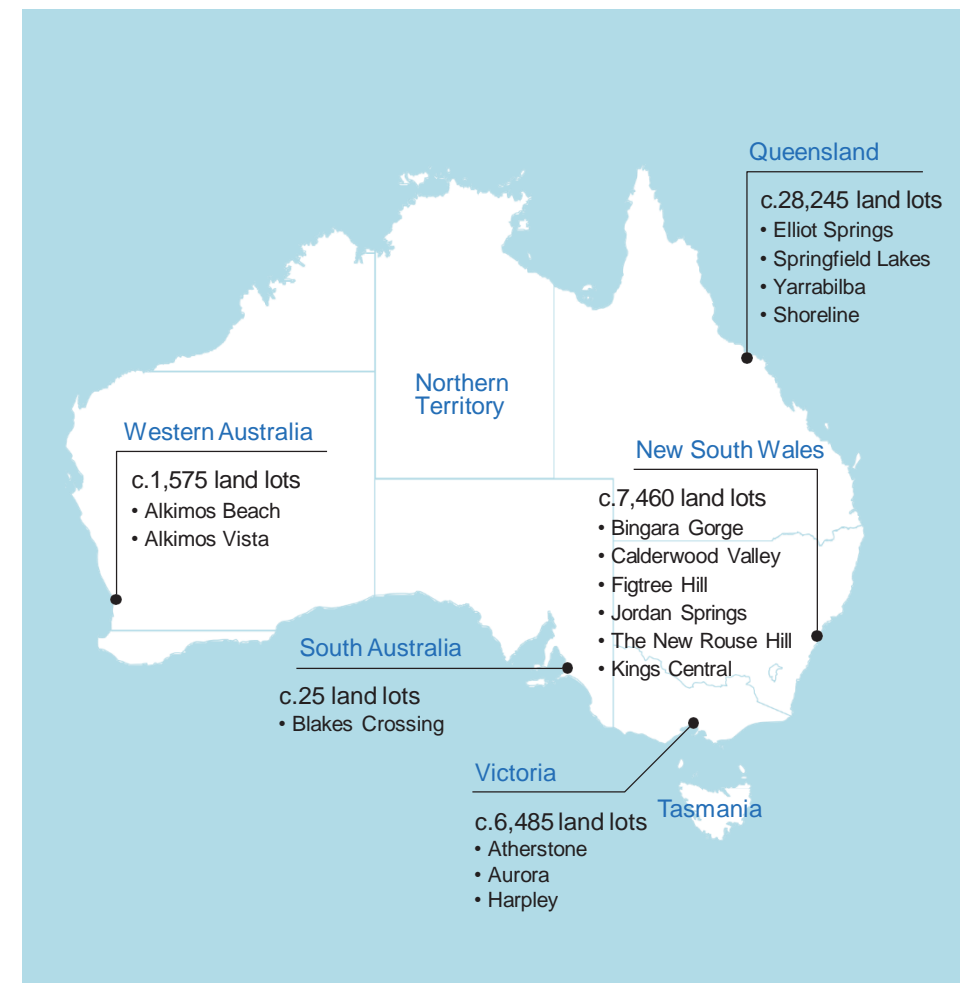 Queensland
c.28,245 land lots
• Elliot Springs
• Springfield Lakes
• Yarrabilba
• Shoreline
Northern
Territory
Western Australia
c.1,575 land lots
• Alkimos Beach
• Alkimos Vista
New South Wales
c.7,460 land lots
• Bingara Gorge
• Calderwood Valley
• Figtree Hill
• Jordan Springs
• The New Rouse Hill
• Kings Central
South Australia
c.25 land lots
• Blakes Crossing
Victoria
c.6,485 land lots
• Atherstone
• Aurora
• Harpley
Tasmania